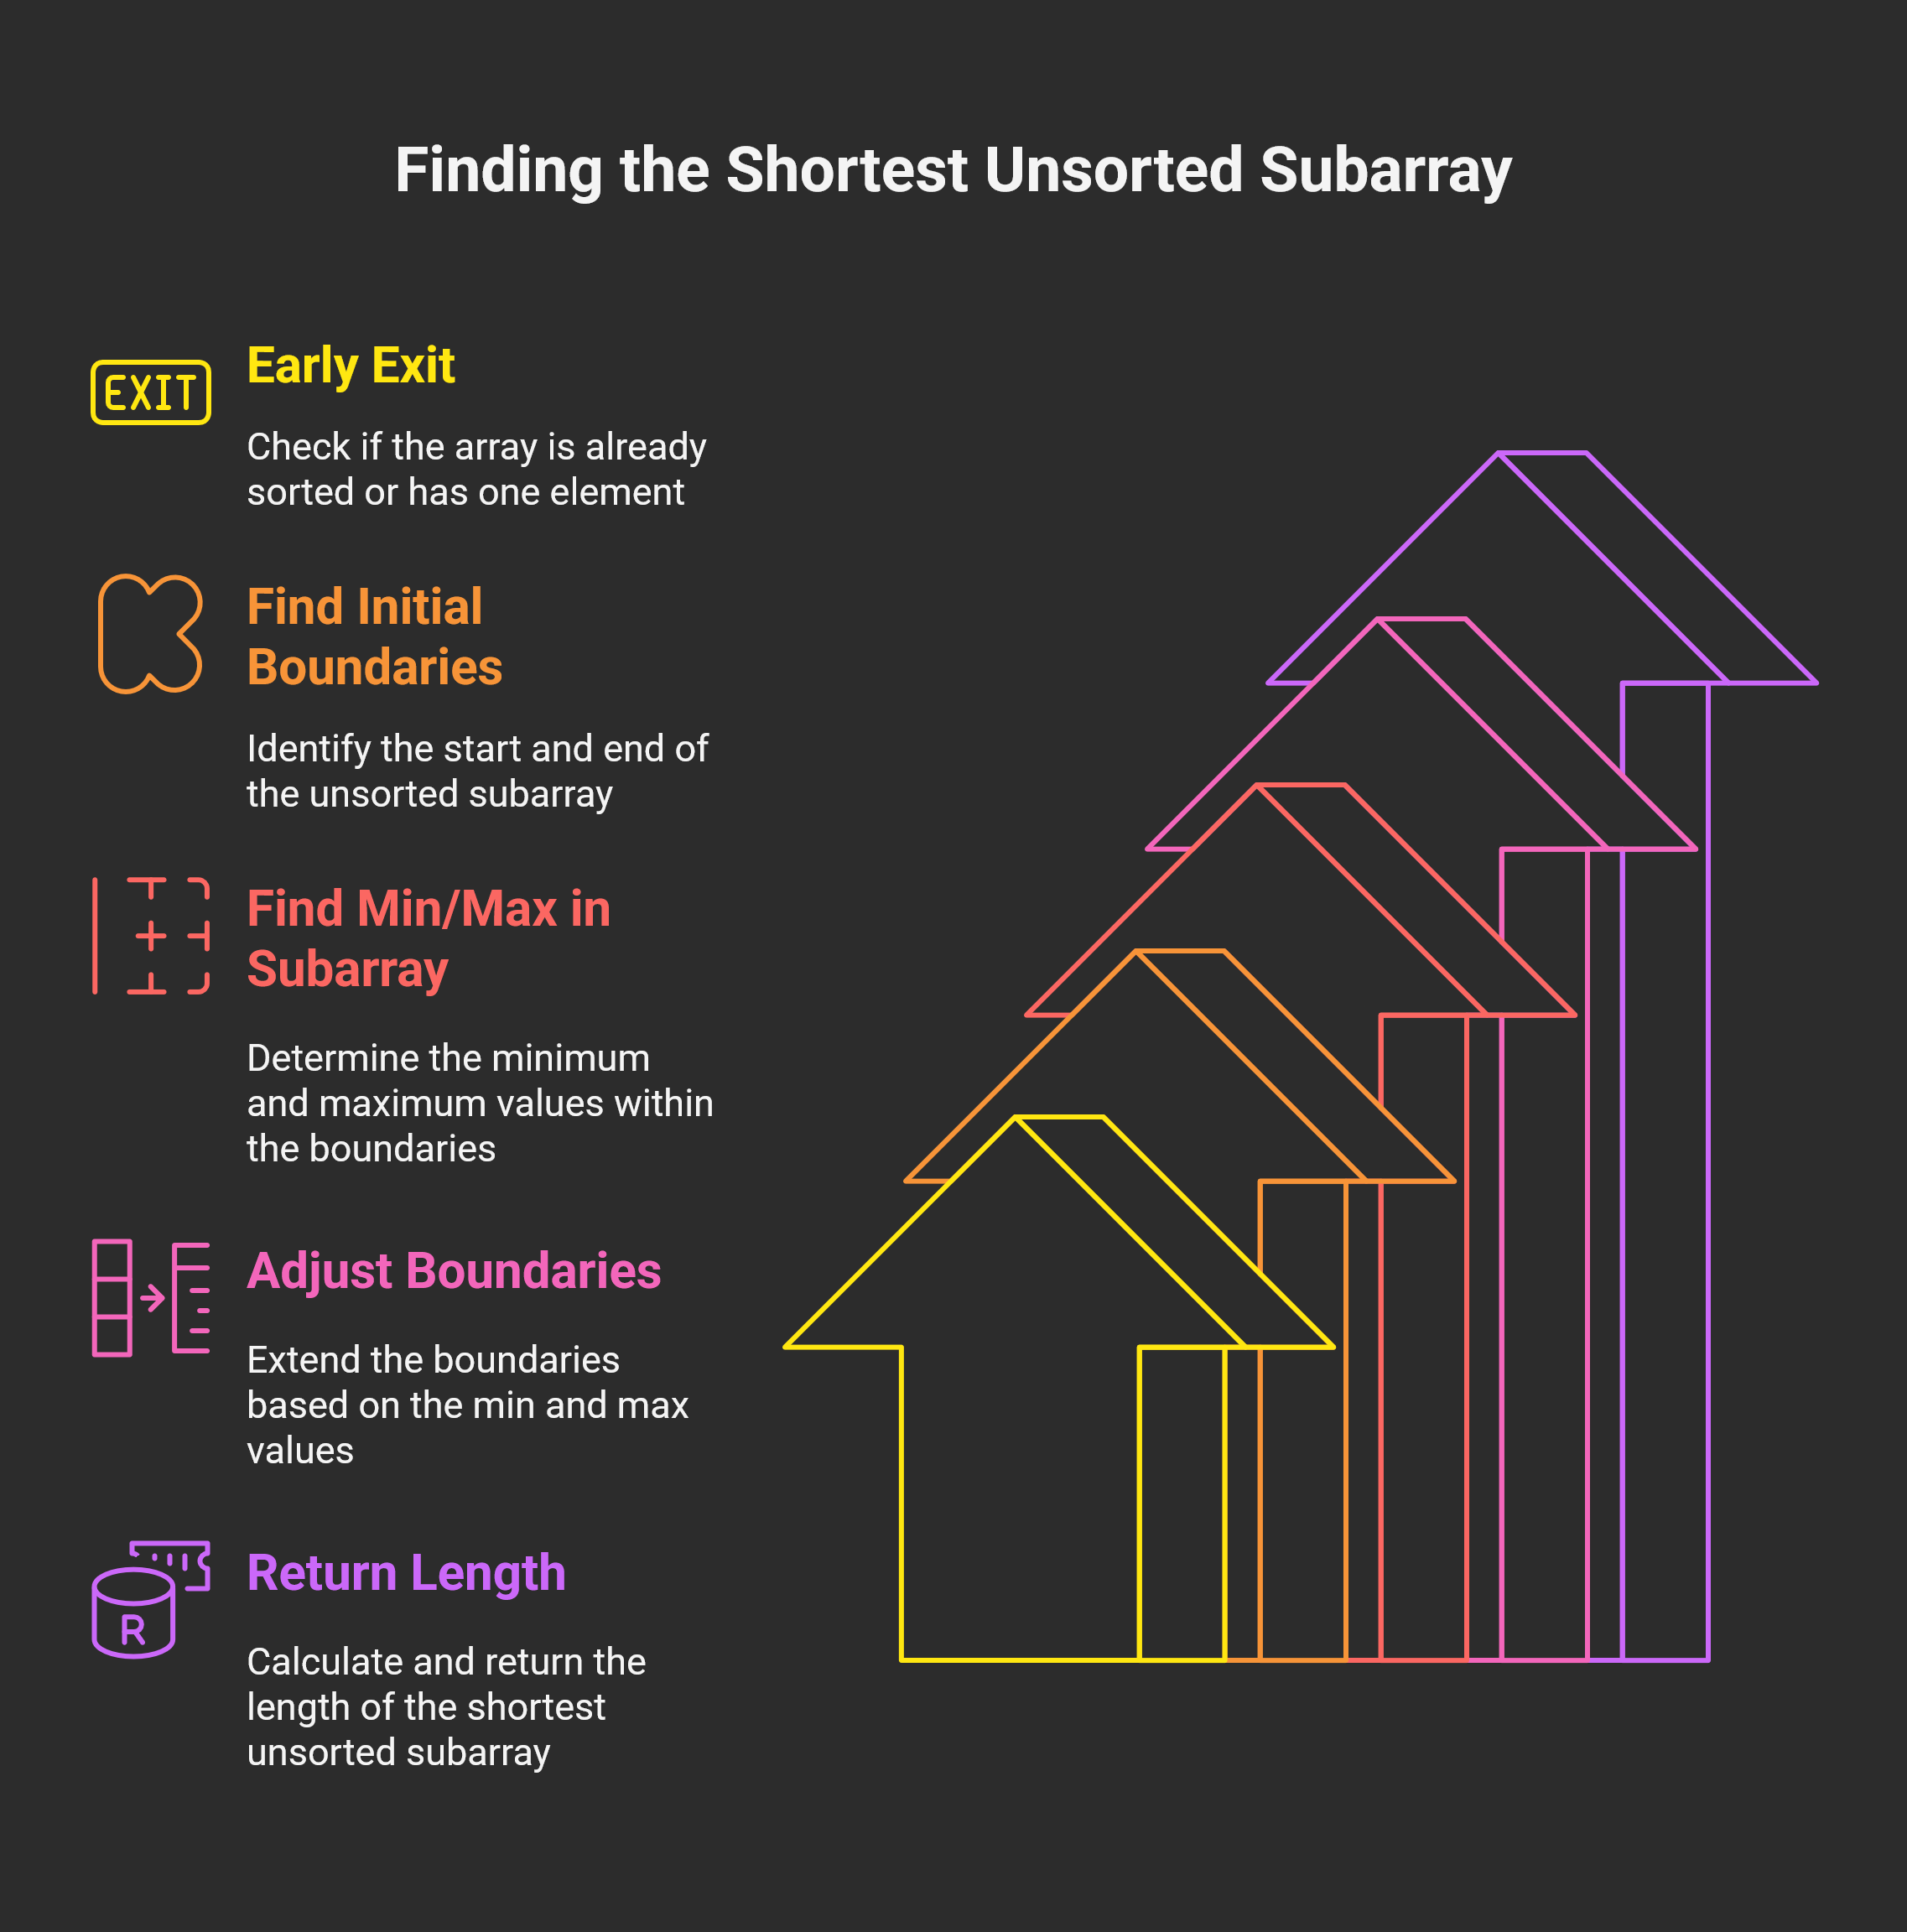 Finding the Shortest Unsorted Subarray
EXIT
Early Exit
Check if the array is already
sorted or has one element
Find Initial
Boundaries
Identify the start and end of
the unsorted subarray
Find Min/Max in
Subarray
Determine the minimum
and maximum values within
the boundaries
Adjust Boundaries
Extend the boundaries
based on the min and max
values
R
Return Length
Calculate and return the
length of the shortest
unsorted subarray